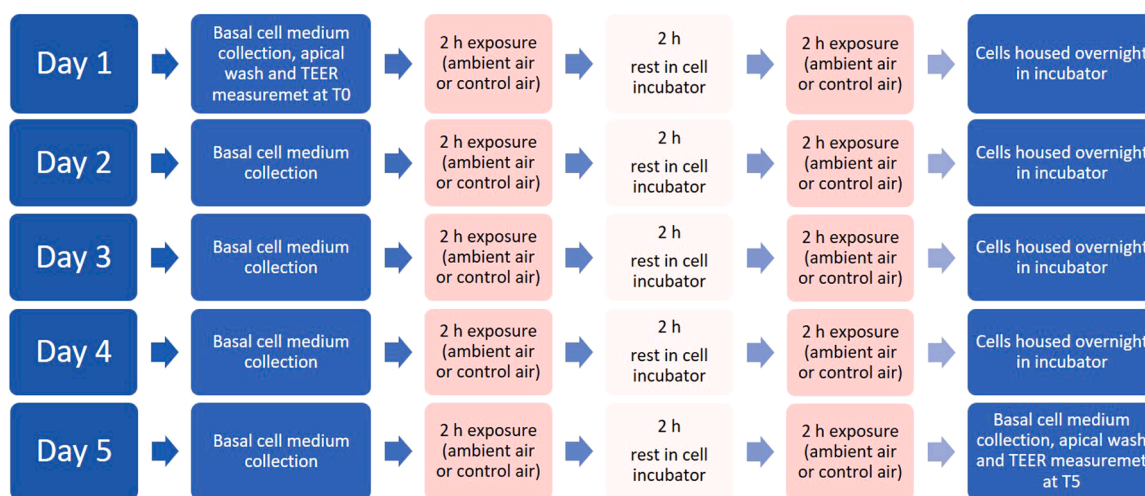 Day 1
Basal cell medium
collection, apical
wash and TEER
measuremet at T0
2 h exposure
(ambient air
or control air)
2 h
rest in cell
incubator
2 h exposure
(ambient air
or control air)
Cells housed overnight
in incubator
Day 2
Basal cell medium
collection
2 h exposure
(ambient air
or control air)
2 h
rest in cell
incubator
2 h exposure
(ambient air
or control air)
Cells housed overnight
in incubator
Day 3
Basal cell medium
collection
2 h exposure
(ambient air
or control air)
2 h
rest in cell
incubator
2 h exposure
(ambient air
or control air)
Cells housed overnight
in incubator
Day 4
Basal cell medium
collection
2 h exposure
(ambient air
or control air)
2 h
rest in cell
incubator
2 h exposure
(ambient air
or control air)
Cells housed overnight
in incubator
Day 5
Basal cell medium
collection
2 h exposure
(ambient air
or control air)
2 h
rest in cell
incubator
2 h exposure
(ambient air
or control air)
Basal cell medium
collection, apical wash
and TEER measuremet
at T5